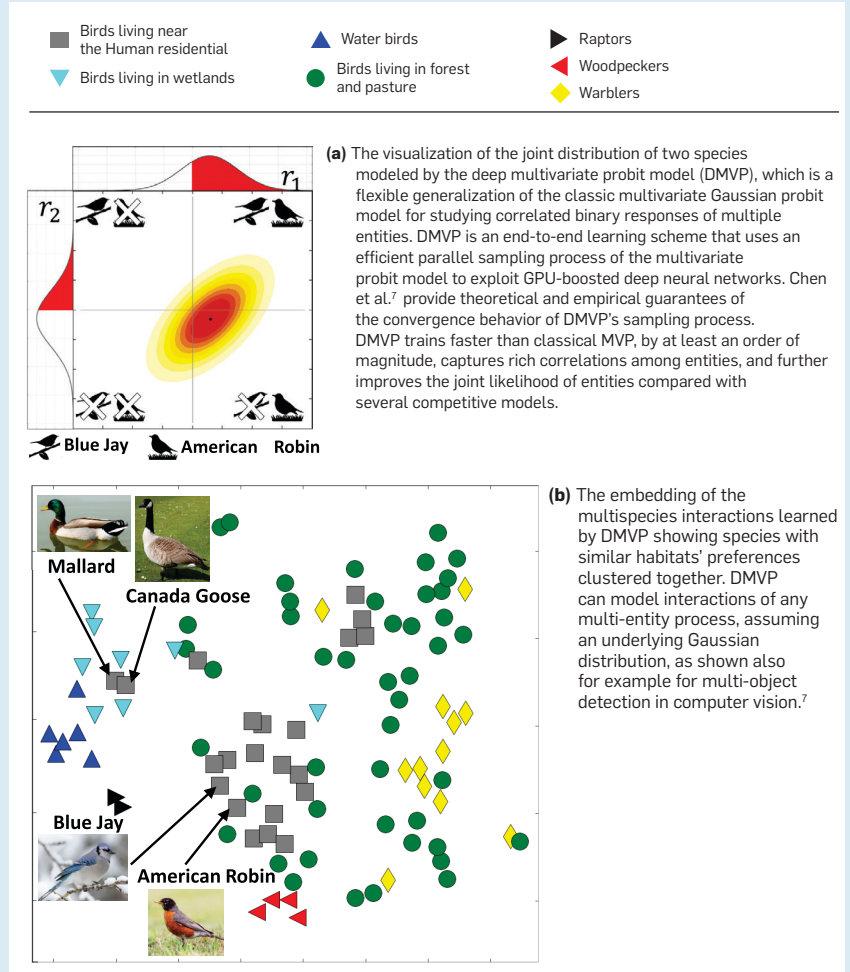 Birds living near
the Human residential
Birds living in wetlands
Water birds
Birds living in forest
and pasture
Raptors
Woodpeckers
Warblers
r₁
r₂
Blue Jay American Robin
(a) The visualization of the joint distribution of two species
modeled by the deep multivariate probit model (DMVP), which is a
flexible generalization of the classic multivariate Gaussian probit
model for studying correlated binary responses of multiple
entities. DMVP is an end-to-end learning scheme that uses an
efficient parallel sampling process of the multivariate
probit model to exploit GPU-boosted deep neural networks. Chen
et al.⁷ provide theoretical and empirical guarantees of
the convergence behavior of DMVP's sampling process.
DMVP trains faster than classical MVP, by at least an order of
magnitude, captures rich correlations among entities, and further
improves the joint likelihood of entities compared with
several competitive models.
Mallard
Canada Goose
Blue Jay
American Robin
(b) The embedding of the
multispecies interactions learned
by DMVP showing species with
similar habitats' preferences
clustered together. DMVP
can model interactions of any
multi-entity process, assuming
an underlying Gaussian
distribution, as shown also
for example for multi-object
detection in computer vision.⁷